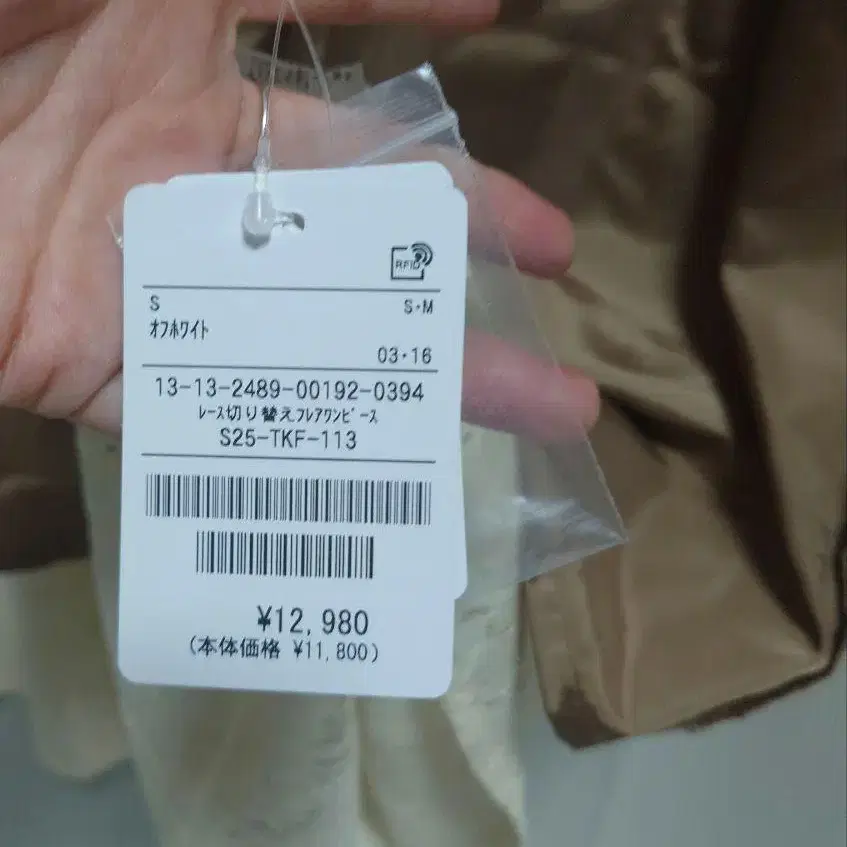 RFID
S S・M
ｵﾌﾎﾜｲﾄ
03・16
13-13-2489-00192-0394
ﾚｰｽ切り替えﾌﾚｱﾜﾝﾋﾟｰｽ
S25-TKF-113
¥12,980
(本体価格 ¥11,800)